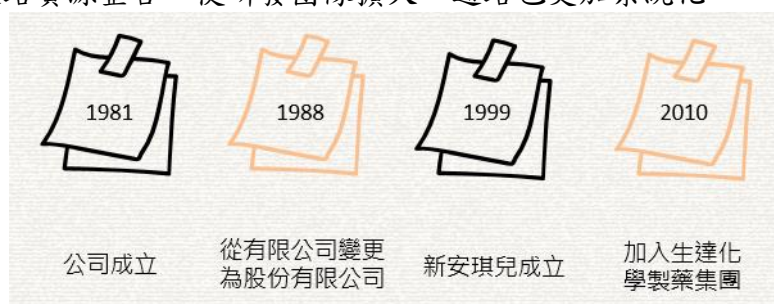 1981
1988
1999
2010
公司成立
從有限公司變更
為股份有限公司
新安琪兒成立
加入生達化
學製藥集團